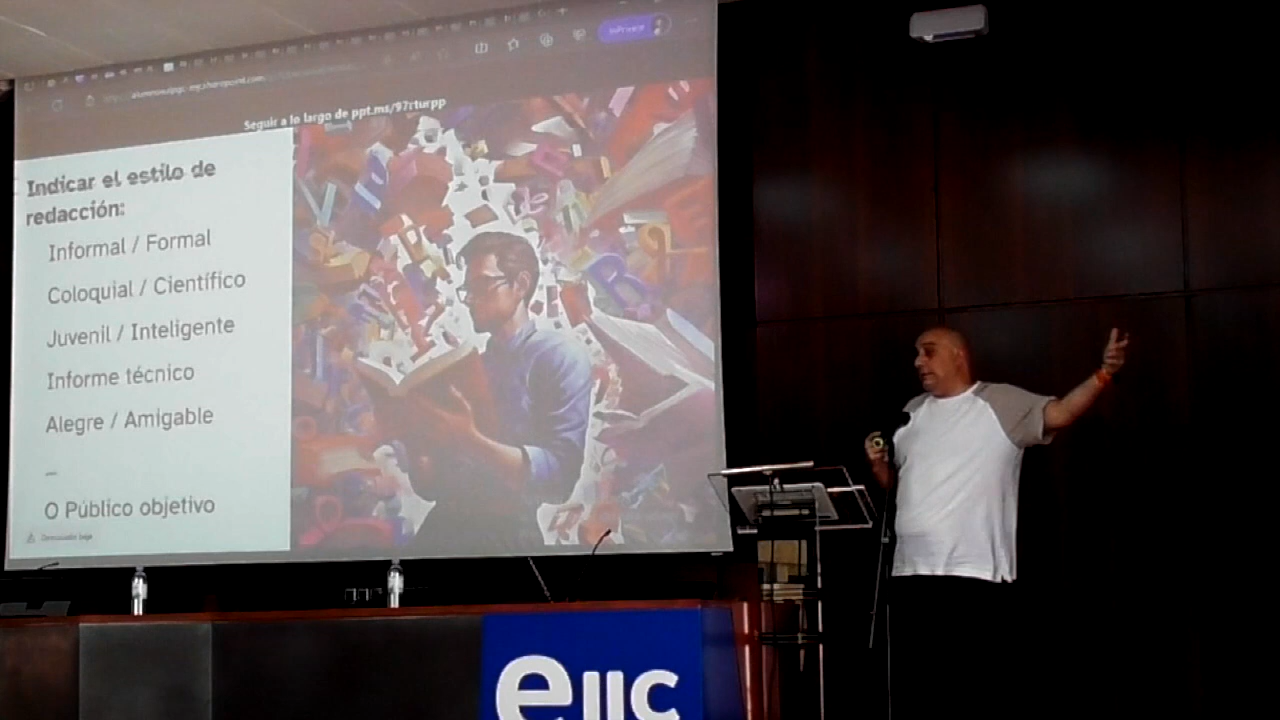 InPrivate
Seguir a lo largo de ppt.ms/97rturpp
Indicar el estilo de
redacción:
Informal / Formal
Coloquial / Científico
Juvenil / Inteligente
Informe técnico
Alegre / Amigable
...
O Público objetivo
eiic